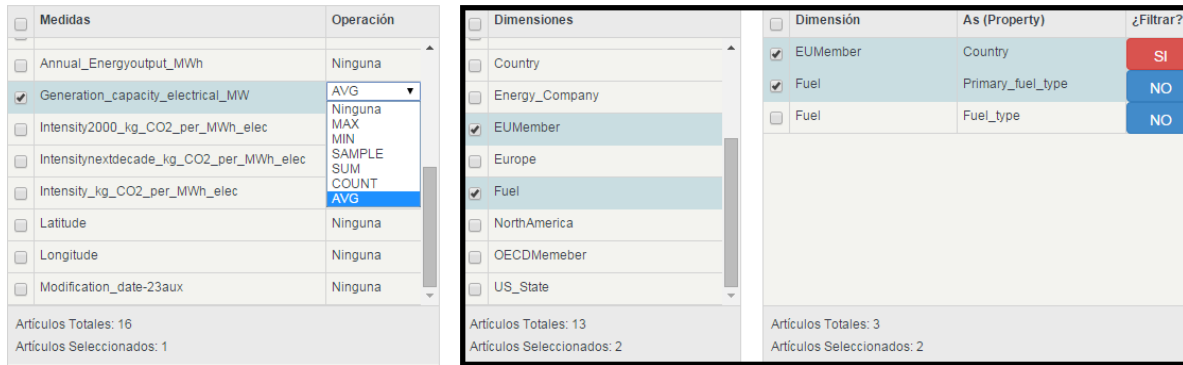 Medidas Operación
Annual_Energyoutput_MWh Ninguna
Generation_capacity_electrical_MW AVG
Ninguna
MAX
MIN
SAMPLE
SUM
COUNT
AVG
Intensity2000_kg_CO2_per_MWh_elec
Intensitynextdecade_kg_CO2_per_MWh_elec
Intensity_kg_CO2_per_MWh_elec
Latitude Ninguna
Longitude Ninguna
Modification_date-23aux Ninguna
Artículos Totales: 16
Artículos Seleccionados: 1
Dimensiones
Country
Energy_Company
EUMember
Europe
Fuel
NorthAmerica
OECDMemeber
US_State
Artículos Totales: 13
Artículos Seleccionados: 2
Dimensión As (Property) ¿Filtrar?
EUMember Country SI
Fuel Primary_fuel_type NO
Fuel Fuel_type NO
Artículos Totales: 3
Artículos Seleccionados: 2